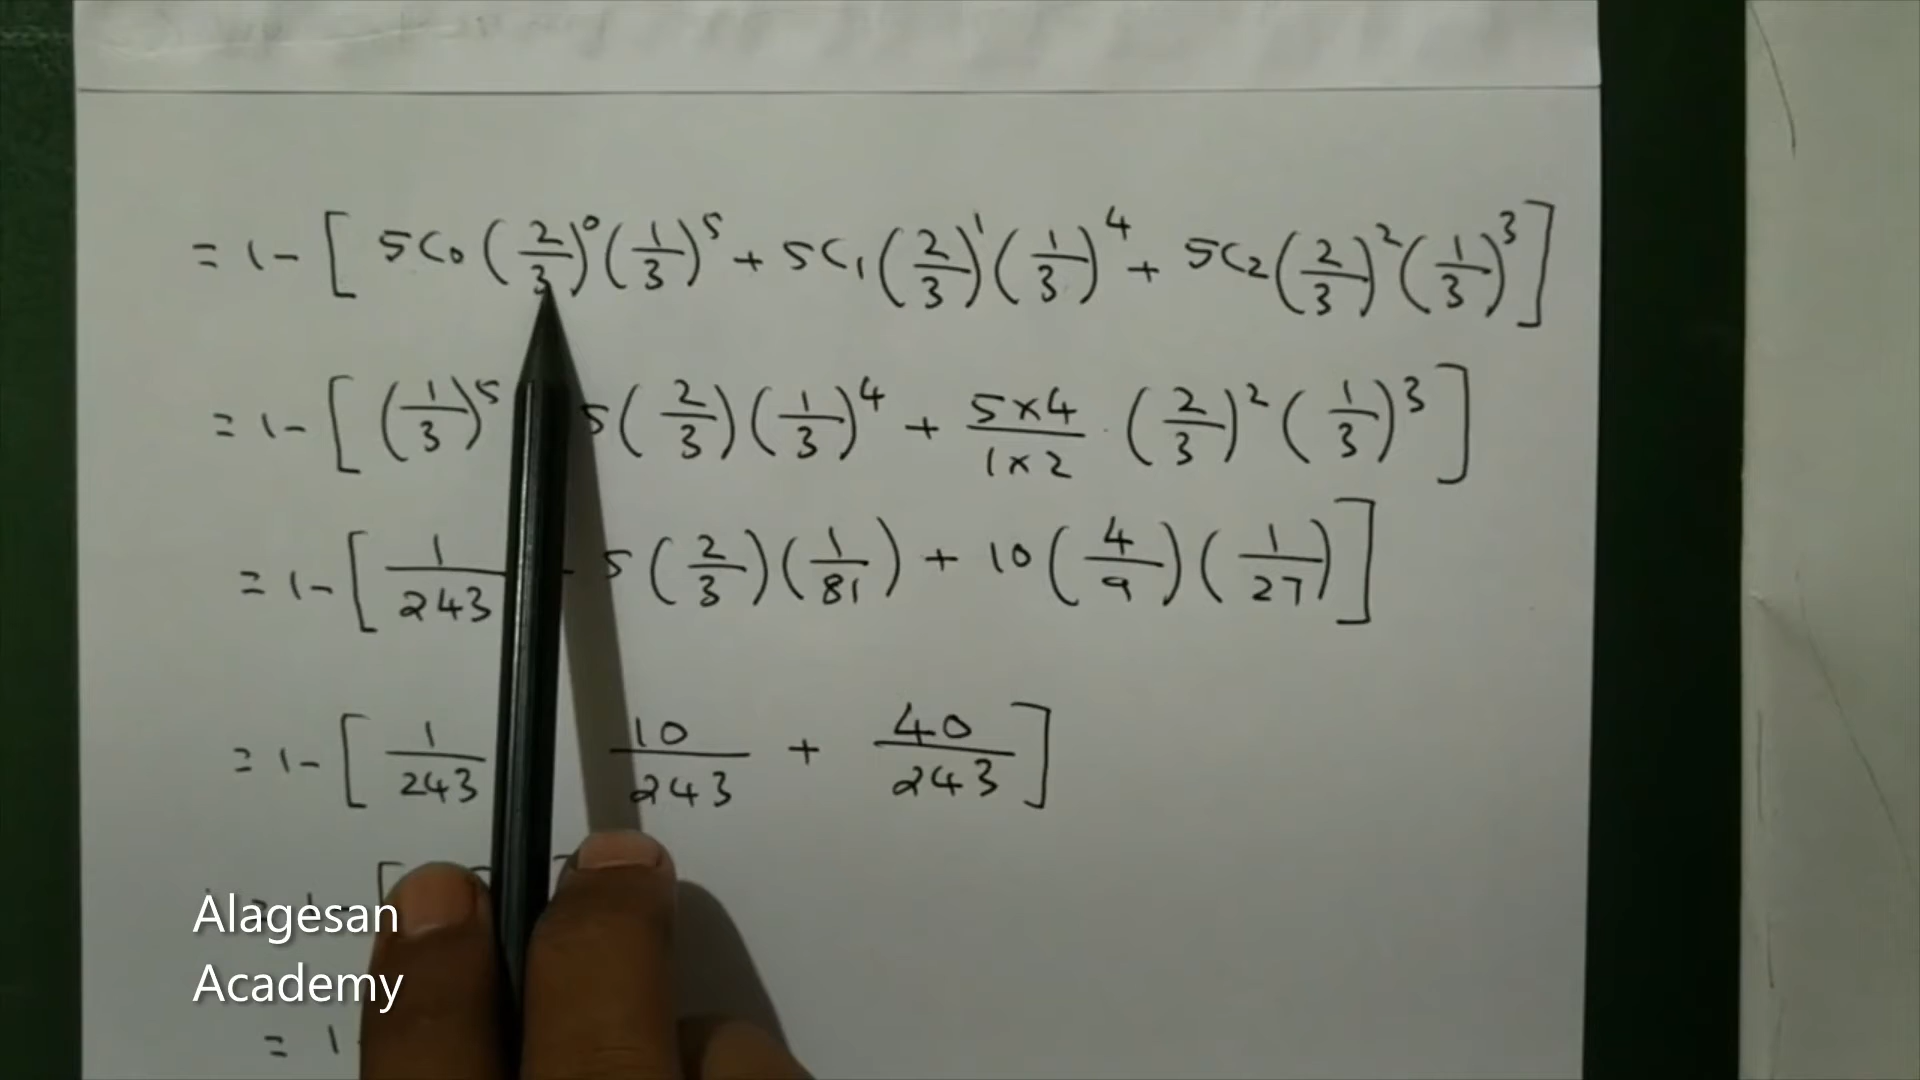 = 1 - [ 5C₀ (2/3)⁰ (1/3)⁵ + 5C₁ (2/3)¹ (1/3)⁴ + 5C₂ (2/3)² (1/3)³ ]
= 1 - [ (1/3)⁵ 5 (2/3) (1/3)⁴ + 5×4/1×2 · (2/3)² (1/3)³ ]
= 1 - [ 1/243 5 (2/3) (1/81) + 10 (4/9) (1/27) ]
= 1 - [ 1/243 10/243 + 40/243 ]
Alagesan
Academy
= 1